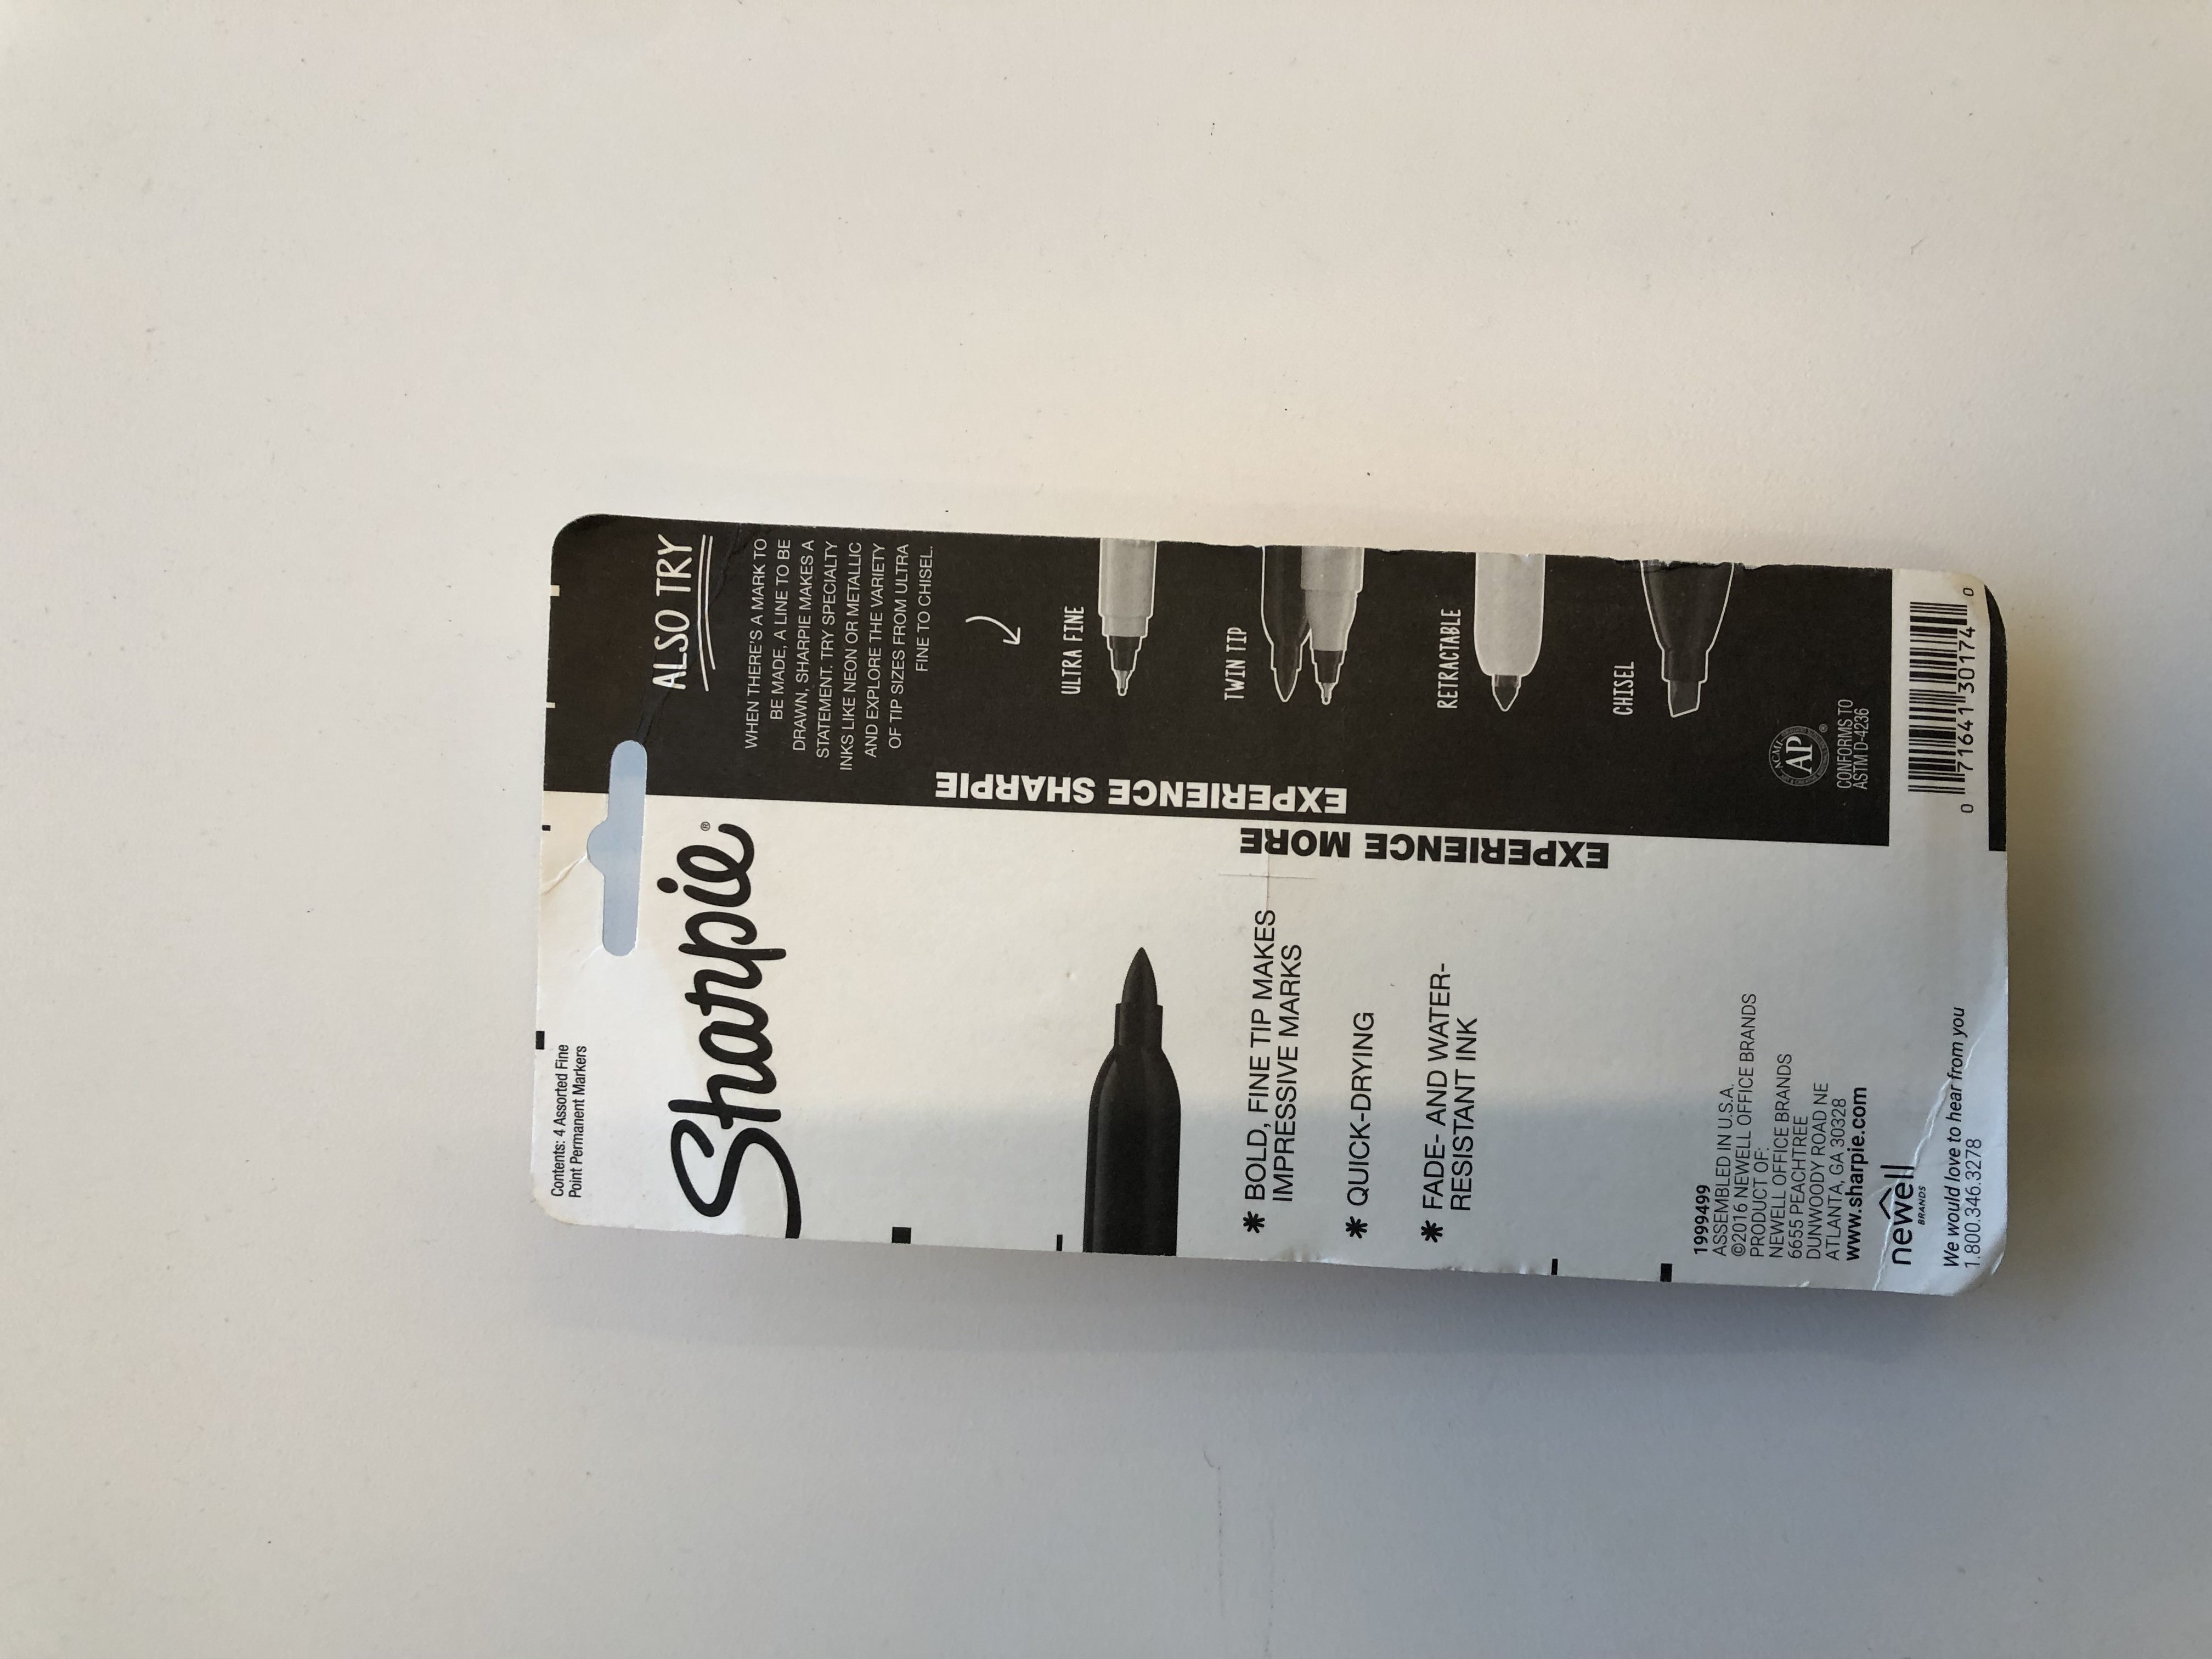 Contents: 4 Assorted Fine
Point Permanent Markers
Sharpie®
* BOLD, FINE TIP MAKES
IMPRESSIVE MARKS
* QUICK-DRYING
* FADE- AND WATER-
RESISTANT INK
1999499
ASSEMBLED IN U.S.A.
©2016 NEWELL OFFICE BRANDS
PRODUCT OF:
NEWELL OFFICE BRANDS
6655 PEACHTREE
DUNWOODY ROAD NE
ATLANTA, GA 30328
www.sharpie.com
newell
BRANDS
We would love to hear from you
1.800.346.3278
EXPERIENCE MORE
EXPERIENCE SHARPIE
ALSO TRY
WHEN THERE'S A MARK TO
BE MADE, A LINE TO BE
DRAWN, SHARPIE MAKES A
STATEMENT. TRY SPECIALTY
INKS LIKE NEON OR METALLIC
AND EXPLORE THE VARIETY
OF TIP SIZES FROM ULTRA
FINE TO CHISEL.
ULTRA FINE
TWIN TIP
RETRACTABLE
CHISEL
ACMI
AP
®
CONFORMS TO
ASTM D-4236
0 71641 30174 0